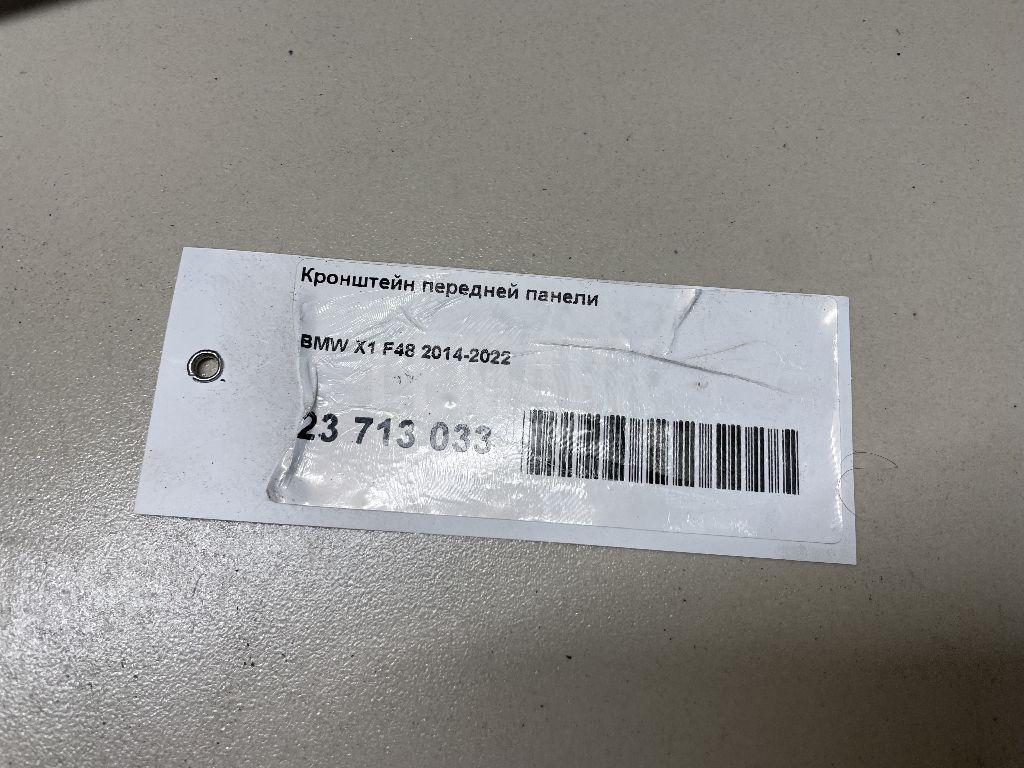 Кронштейн передней панели
BMW X1 F48 2014-2022
23 713 033